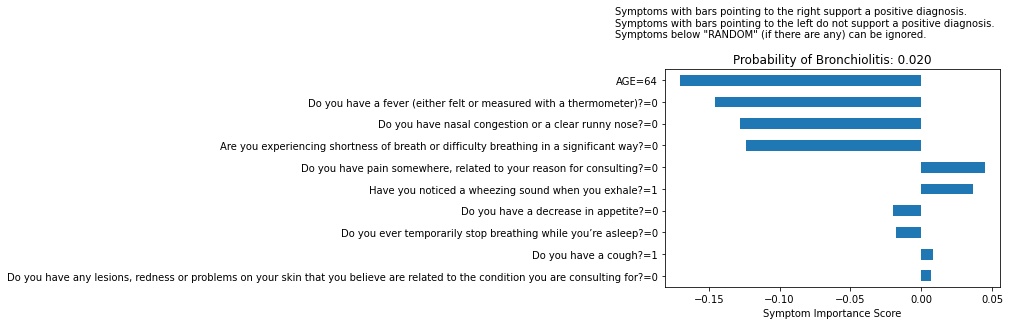 Symptoms with bars pointing to the right support a positive diagnosis.
Symptoms with bars pointing to the left do not support a positive diagnosis.
Symptoms below "RANDOM" (if there are any) can be ignored.
Probability of Bronchiolitis: 0.020
AGE=64
Do you have a fever (either felt or measured with a thermometer)?=0
Do you have nasal congestion or a clear runny nose?=0
Are you experiencing shortness of breath or difficulty breathing in a significant way?=0
Do you have pain somewhere, related to your reason for consulting?=0
Have you noticed a wheezing sound when you exhale?=1
Do you have a decrease in appetite?=0
Do you ever temporarily stop breathing while you’re asleep?=0
Do you have a cough?=1
Do you have any lesions, redness or problems on your skin that you believe are related to the condition you are consulting for?=0
−0.15 −0.10 −0.05 0.00 0.05
Symptom Importance Score